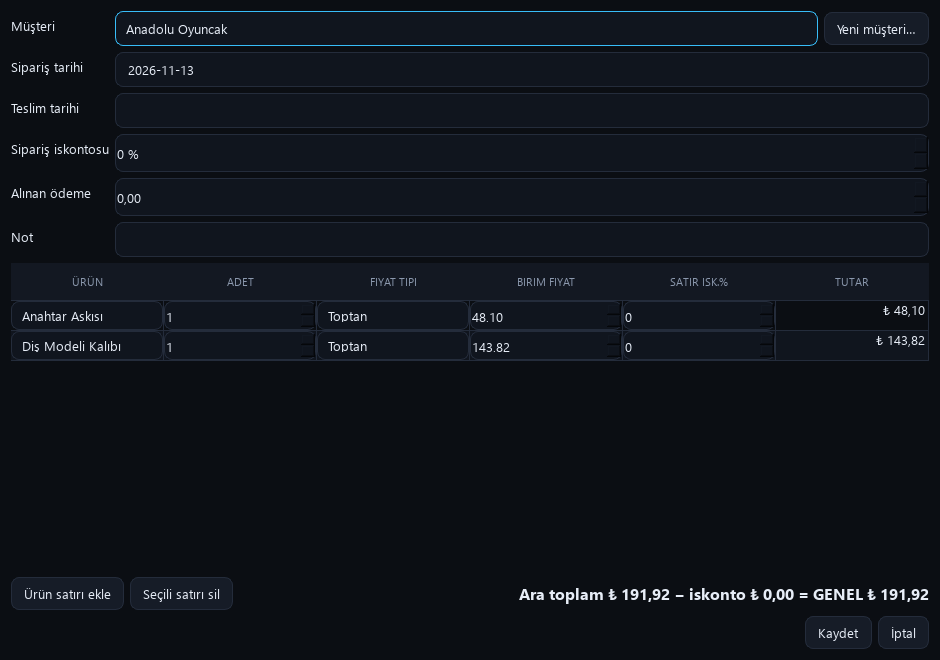 Müşteri Anadolu Oyuncak Yeni müşteri...
Sipariş tarihi 2026-11-13
Teslim tarihi
Sipariş iskontosu 0 %
Alınan ödeme 0,00
Not
ÜRÜN ADET FIYAT TIPI BIRIM FIYAT SATIR ISK.% TUTAR
Anahtar Askısı 1 Toptan 48.10 0 ₺ 48,10
Diş Modeli Kalıbı 1 Toptan 143.82 0 ₺ 143,82
Ürün satırı ekle Seçili satırı sil Ara toplam ₺ 191,92 − iskonto ₺ 0,00 = GENEL ₺ 191,92
Kaydet İptal